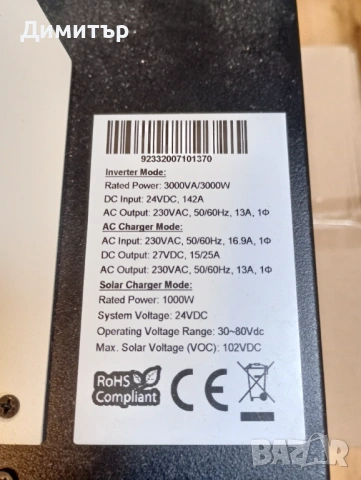 Димитър
92332007101370
Inverter Mode:
Rated Power: 3000VA/3000W
DC Input: 24VDC, 142A
AC Output: 230VAC, 50/60Hz, 13A, 1Φ
AC Charger Mode:
AC Input: 230VAC, 50/60Hz, 16.9A, 1Φ
DC Output: 27VDC, 15/25A
AC Output: 230VAC, 50/60Hz, 13A, 1Φ
Solar Charger Mode:
Rated Power: 1000W
System Voltage: 24VDC
Operating Voltage Range: 30~80Vdc
Max. Solar Voltage (VOC): 102VDC
RoHS
Compliant
CE
BAZAR
bg